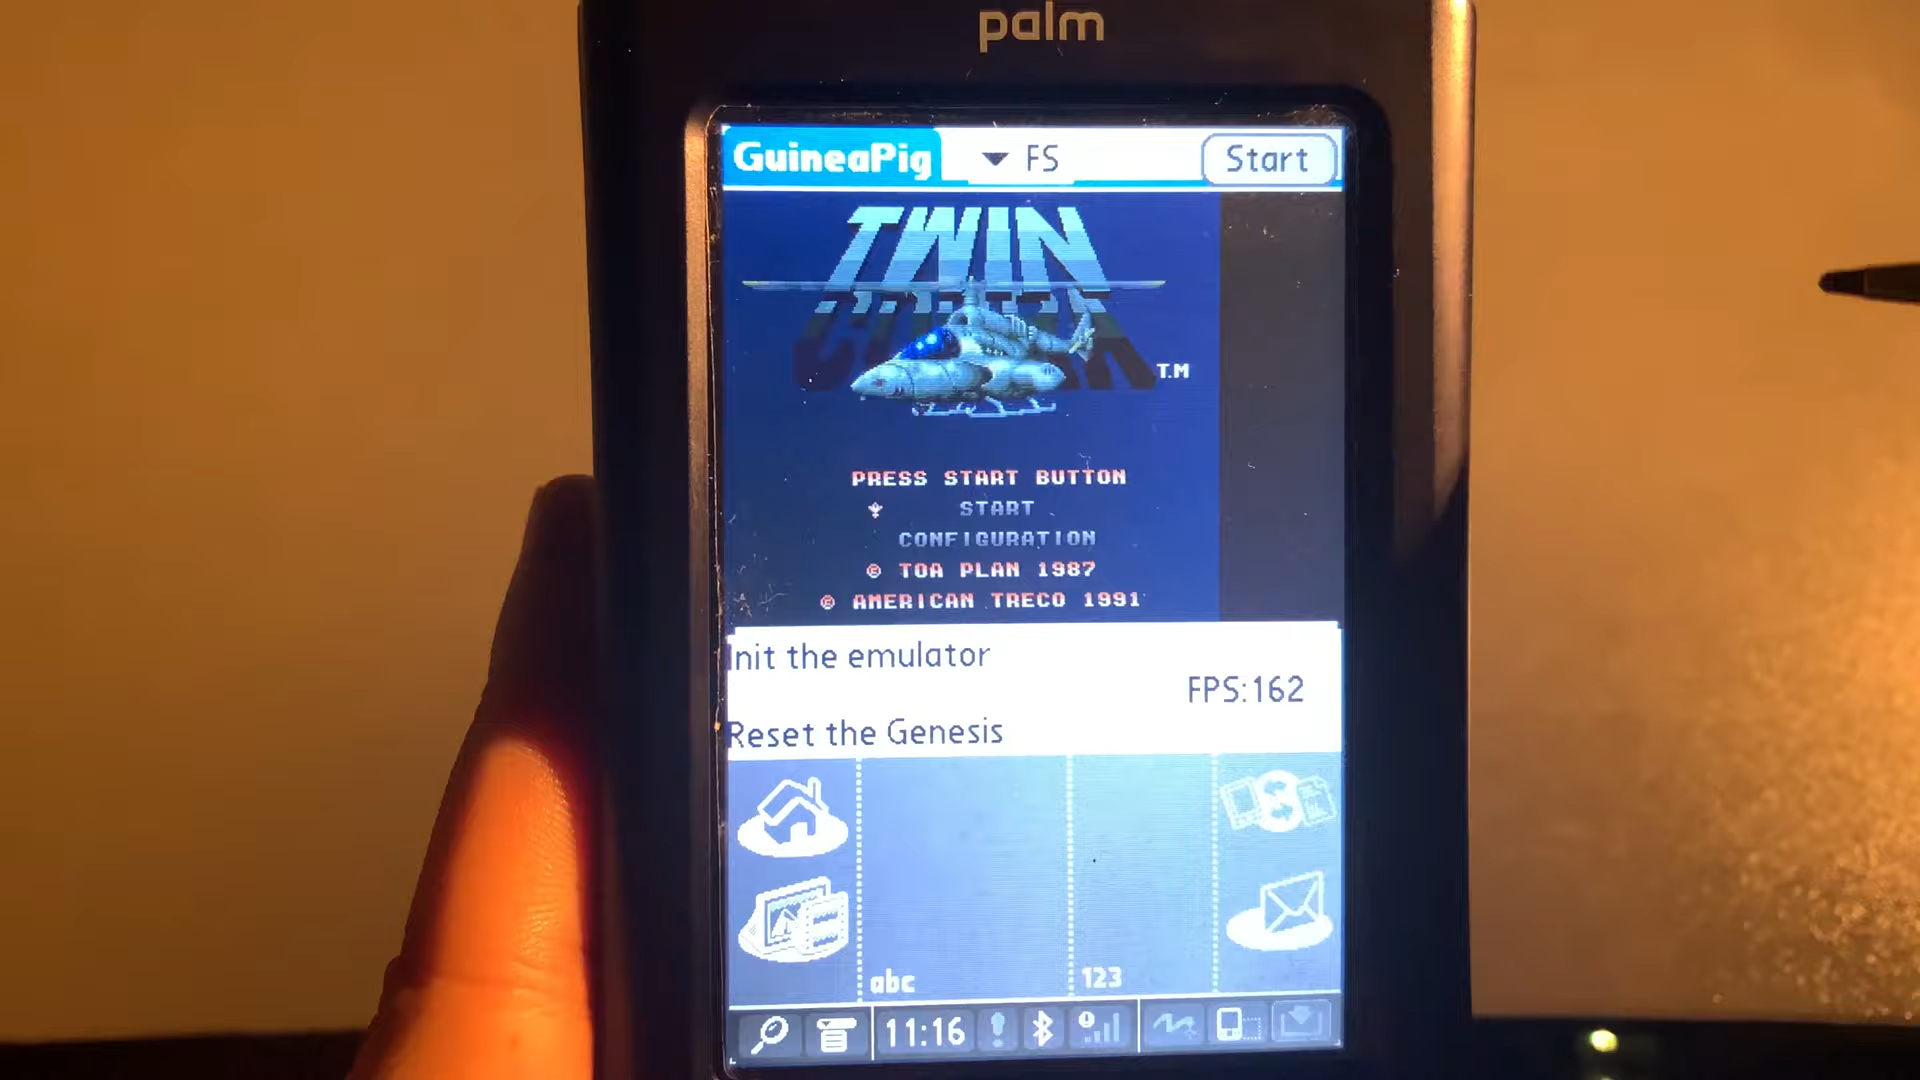 palm
GuineaPig FS Start
TWIN
T.M
PRESS START BUTTON
START
CONFIGURATION
© TOA PLAN 1987
© AMERICAN TRECO 1991
Init the emulator
FPS:162
Reset the Genesis
abc 123
11:16